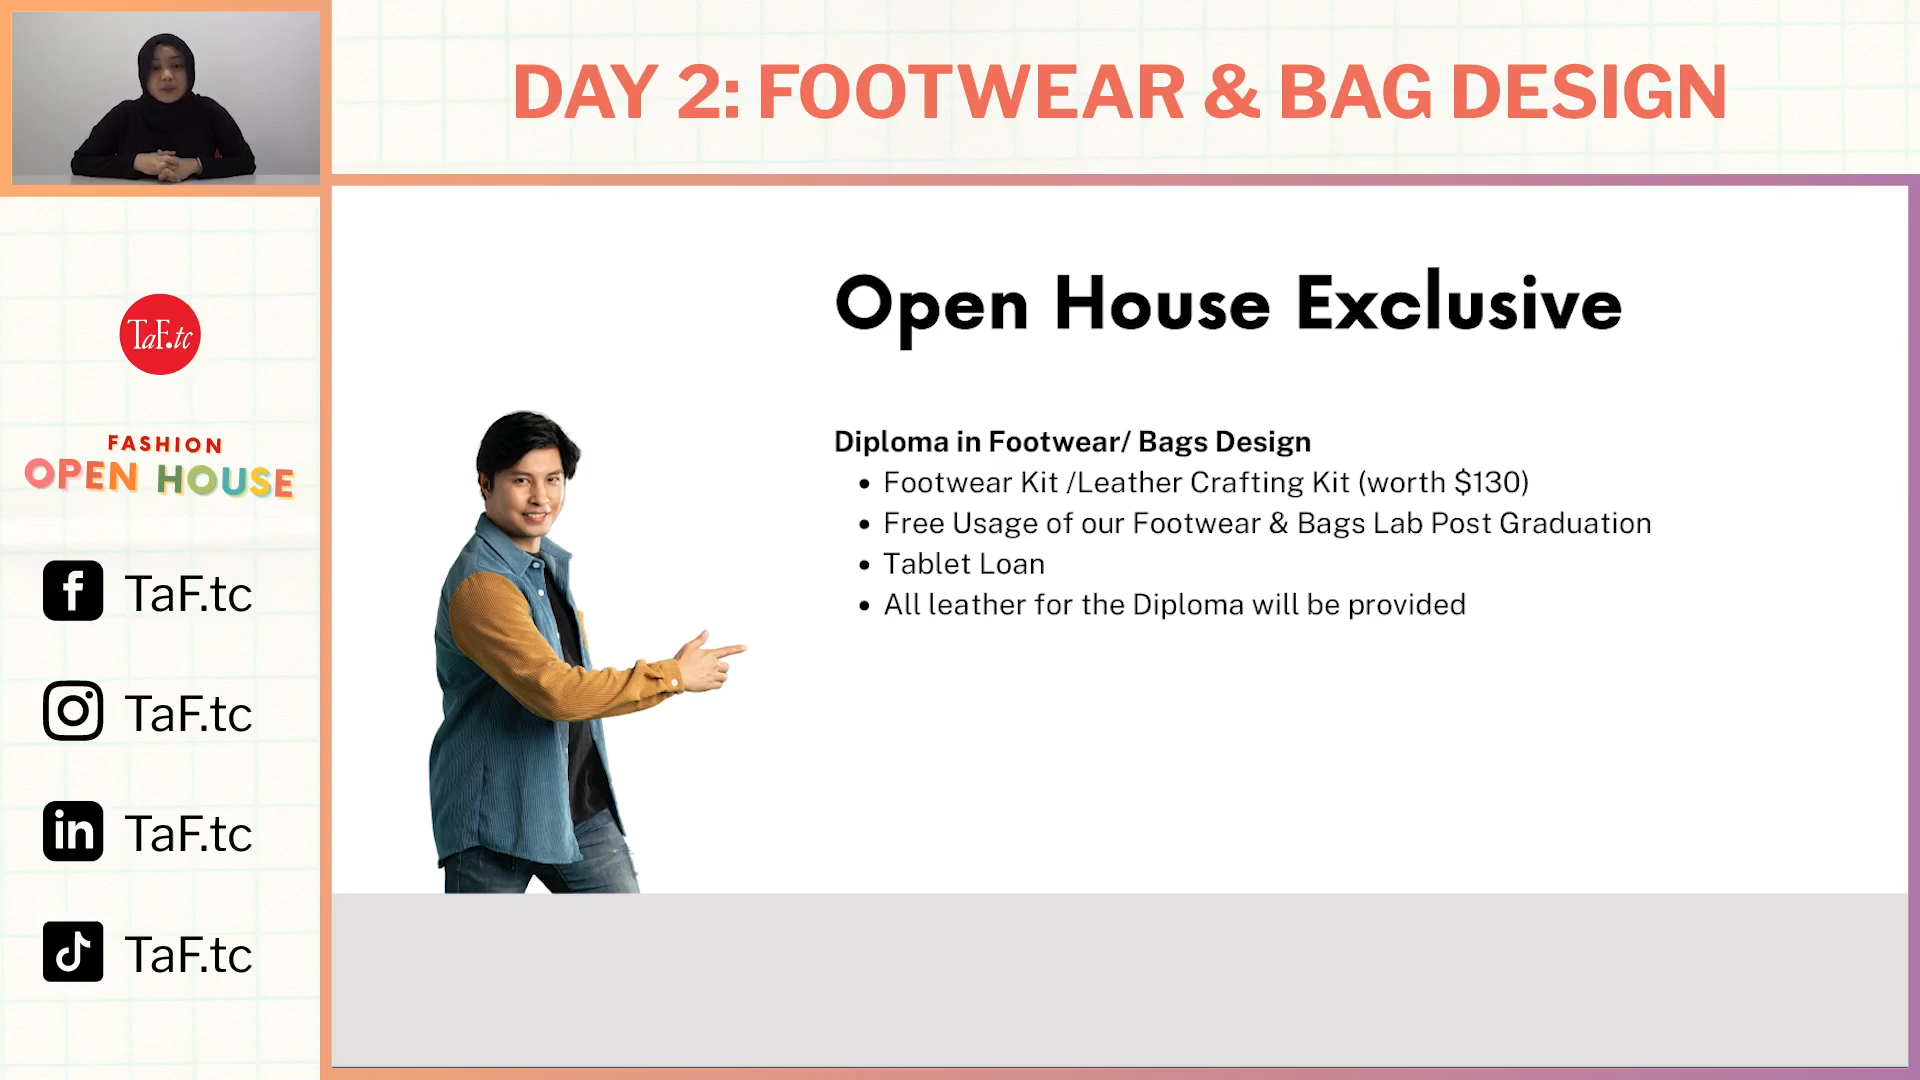 DAY 2: FOOTWEAR & BAG DESIGN
TaF.tc
FASHION
OPEN HOUSE
TaF.tc
TaF.tc
TaF.tc
TaF.tc
Open House Exclusive
Diploma in Footwear/ Bags Design
• Footwear Kit /Leather Crafting Kit (worth $130)
• Free Usage of our Footwear & Bags Lab Post Graduation
• Tablet Loan
• All leather for the Diploma will be provided